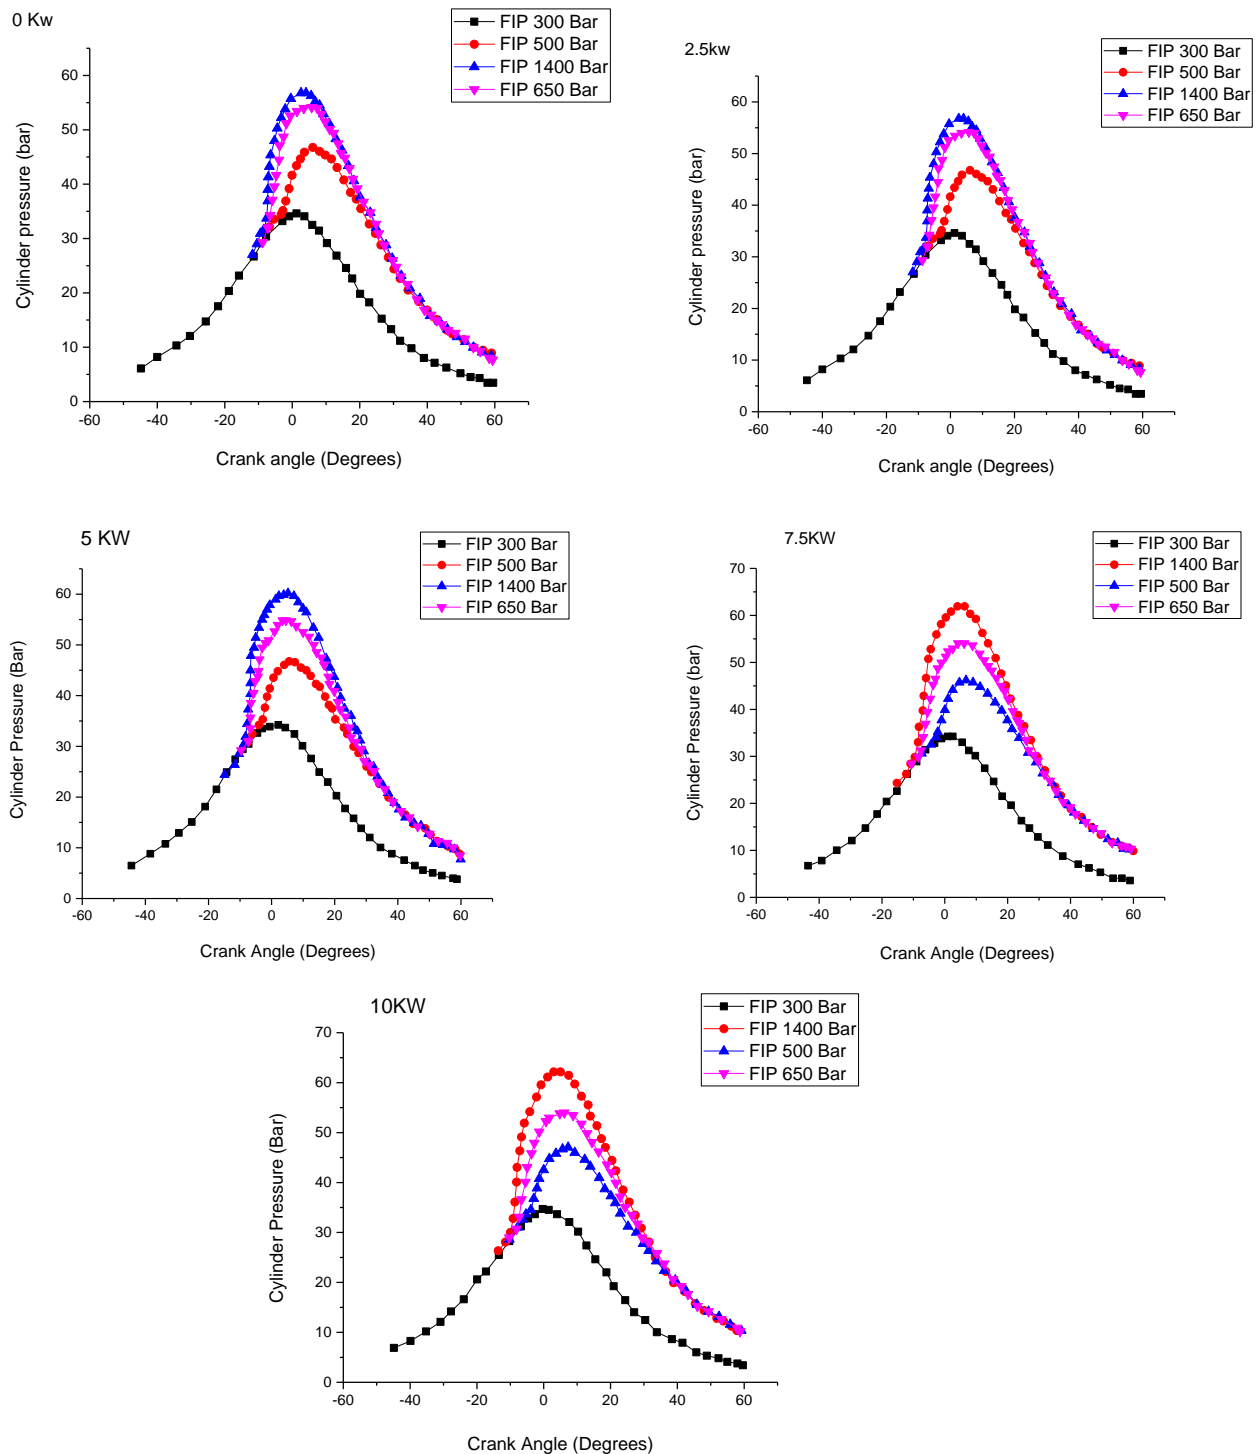 0 Kw
FIP 300 Bar
FIP 500 Bar
FIP 1400 Bar
FIP 650 Bar
60
50
40
30
20
10
0
-60 -40 -20 0 20 40 60
Cylinder pressure (bar)
Crank angle (Degrees)
2.5kw
FIP 300 Bar
FIP 500 Bar
FIP 1400 Bar
FIP 650 Bar
60
50
40
30
20
10
0
-60 -40 -20 0 20 40 60
Cylinder pressure (bar)
Crank angle (Degrees)
5 KW
FIP 300 Bar
FIP 500 Bar
FIP 1400 Bar
FIP 650 Bar
60
50
40
30
20
10
0
-60 -40 -20 0 20 40 60
Cylinder Pressure (Bar)
Crank Angle (Degrees)
7.5KW
FIP 300 Bar
FIP 1400 Bar
FIP 500 Bar
FIP 650 Bar
70
60
50
40
30
20
10
0
-60 -40 -20 0 20 40 60
Cylinder Pressure (bar)
Crank Angle (Degrees)
10KW
FIP 300 Bar
FIP 1400 Bar
FIP 500 Bar
FIP 650 Bar
70
60
50
40
30
20
10
0
-60 -40 -20 0 20 40 60
Cylinder Pressure (Bar)
Crank Angle (Degrees)